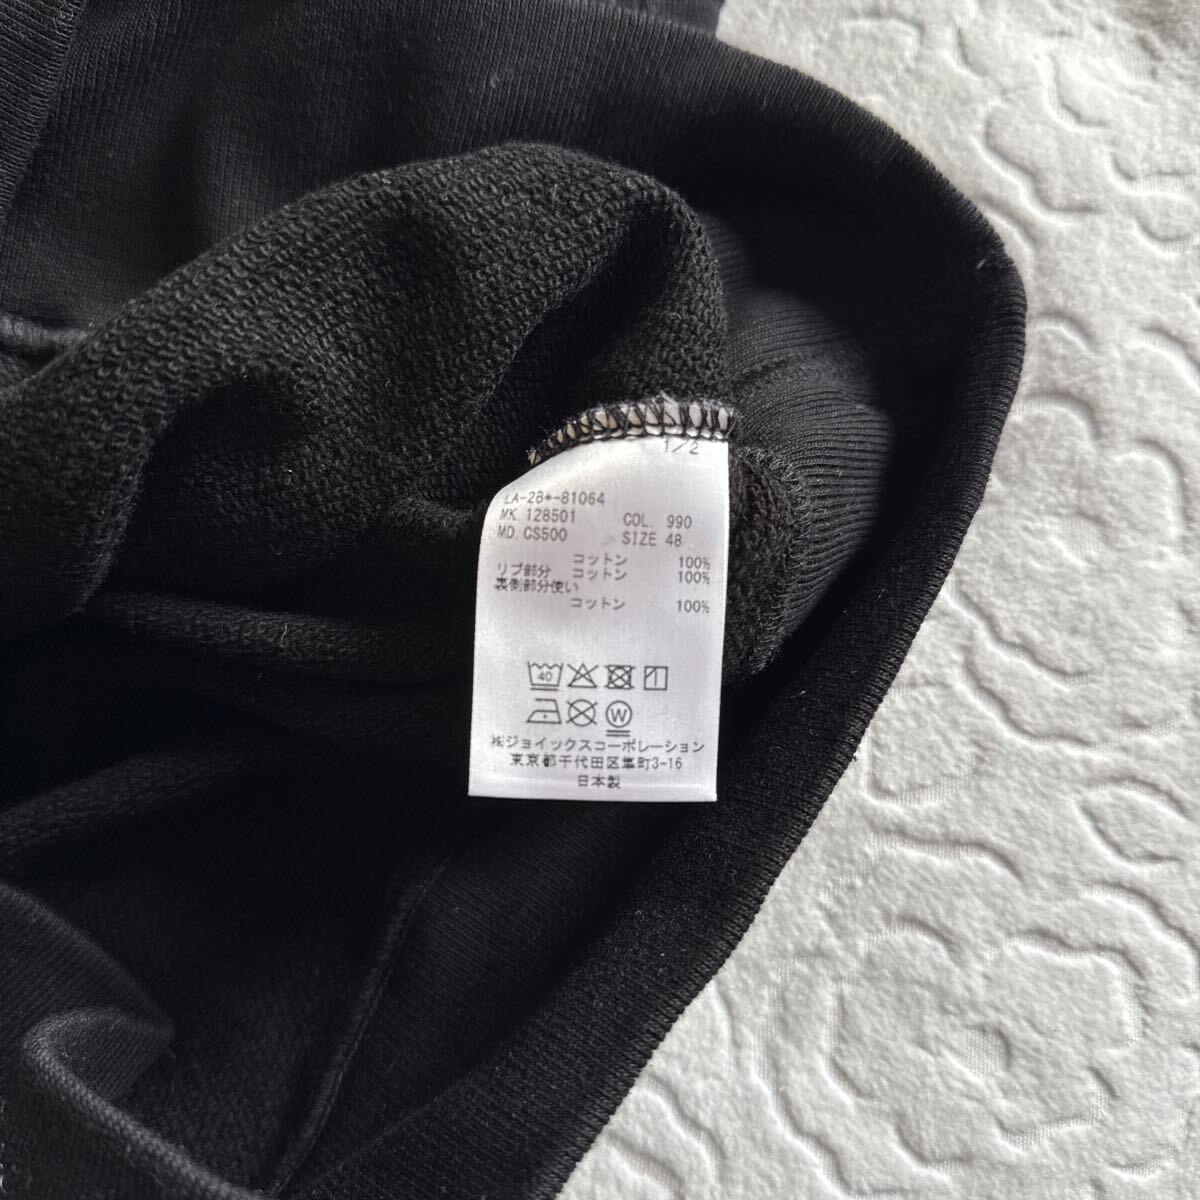 1/2
LA-28*-81064
MK. 128501 COL. 990
MD. CS500 SIZE 48
コットン 100%
リブ部分 コットン 100%
裏側部分使い
コットン 100%
40
W
㈱ジョイックスコーポレーション
東京都千代田区隼町3-16
日本製